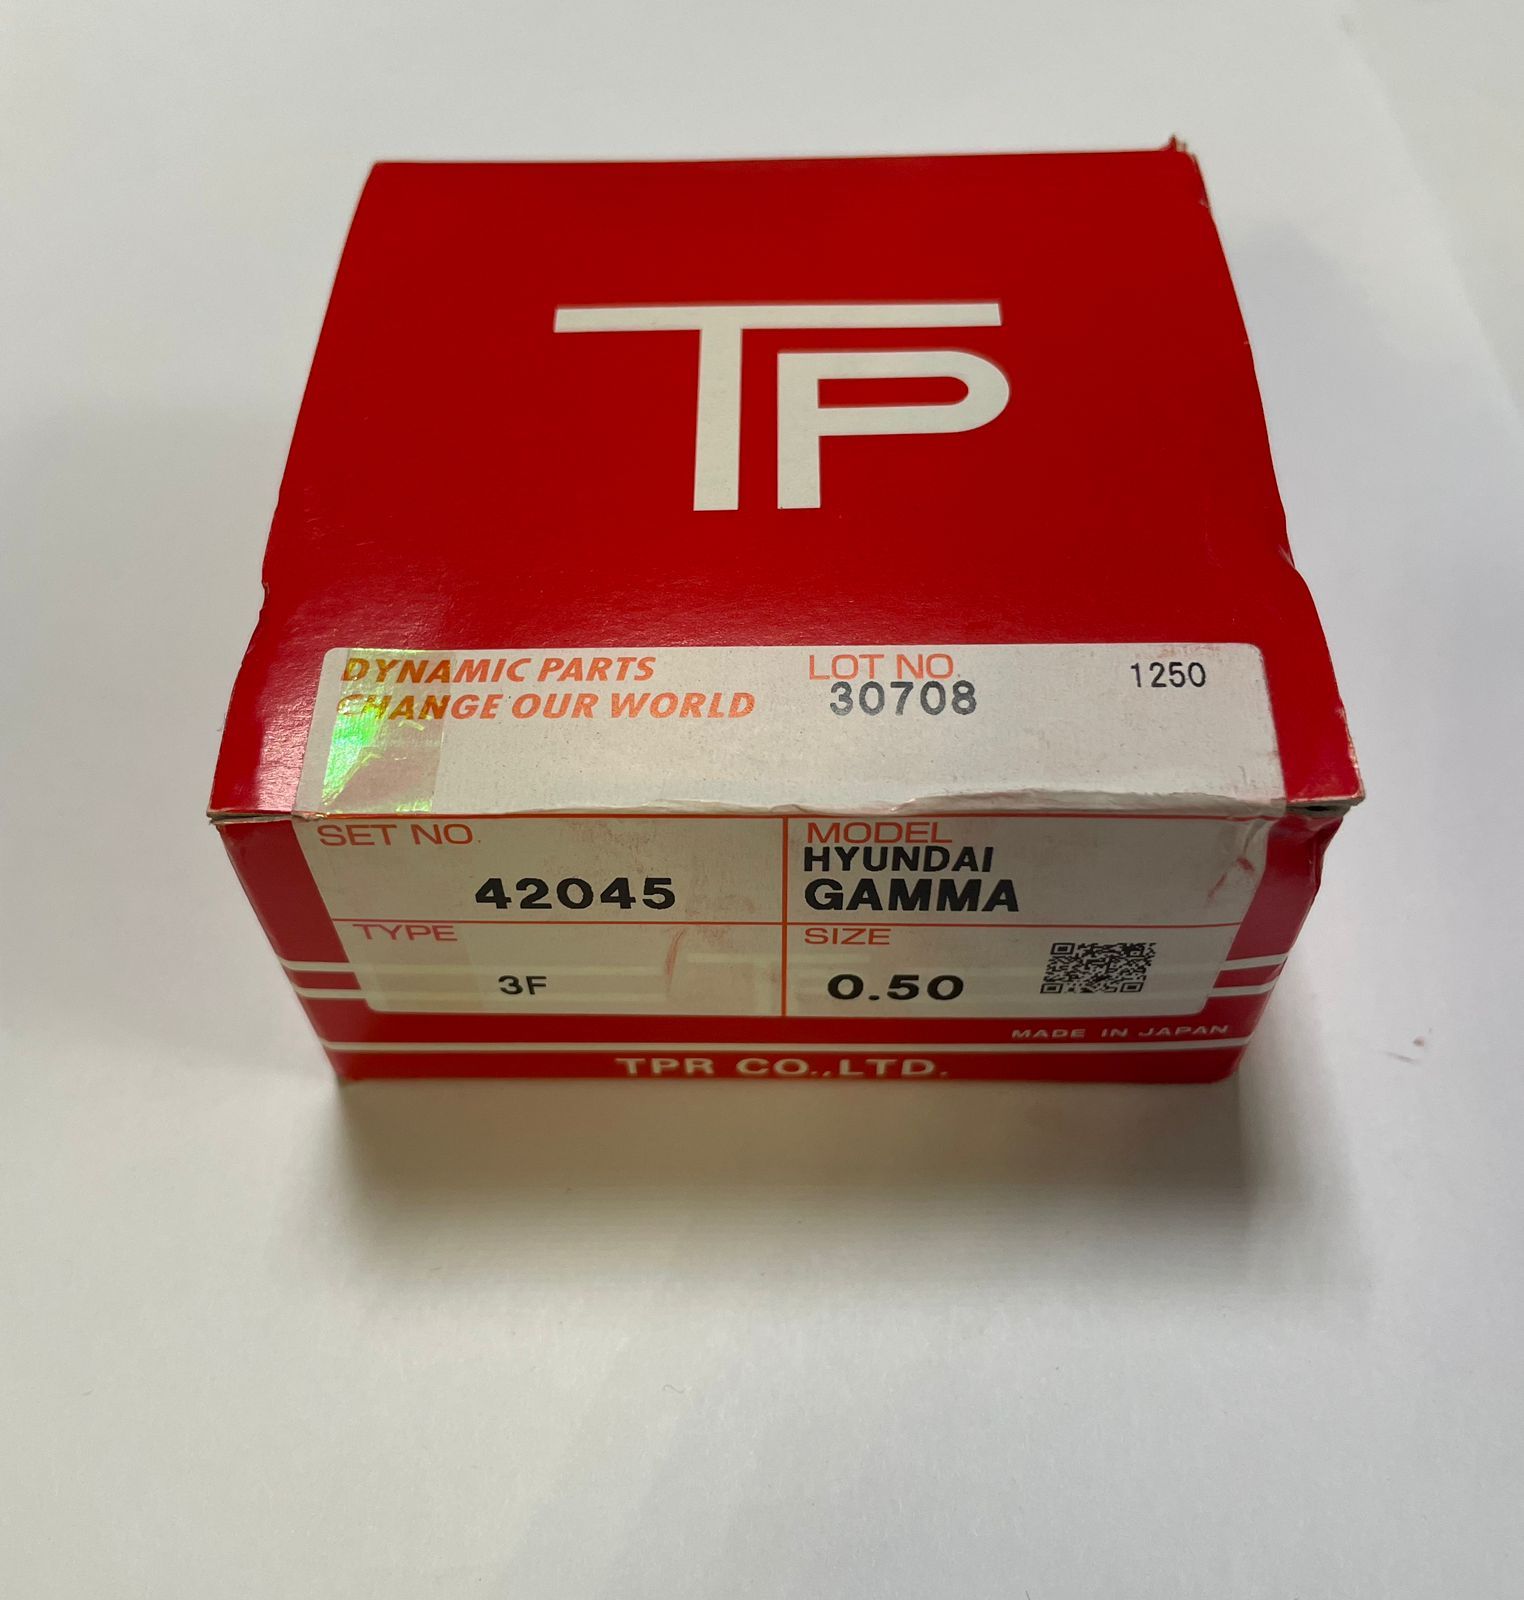 TP
DYNAMIC PARTS
CHANGE OUR WORLD
LOT NO.
30708
1250
SET NO.
42045
MODEL
HYUNDAI
GAMMA
TYPE
3F
SIZE
0.50
MADE IN JAPAN
TPR CO.,LTD.